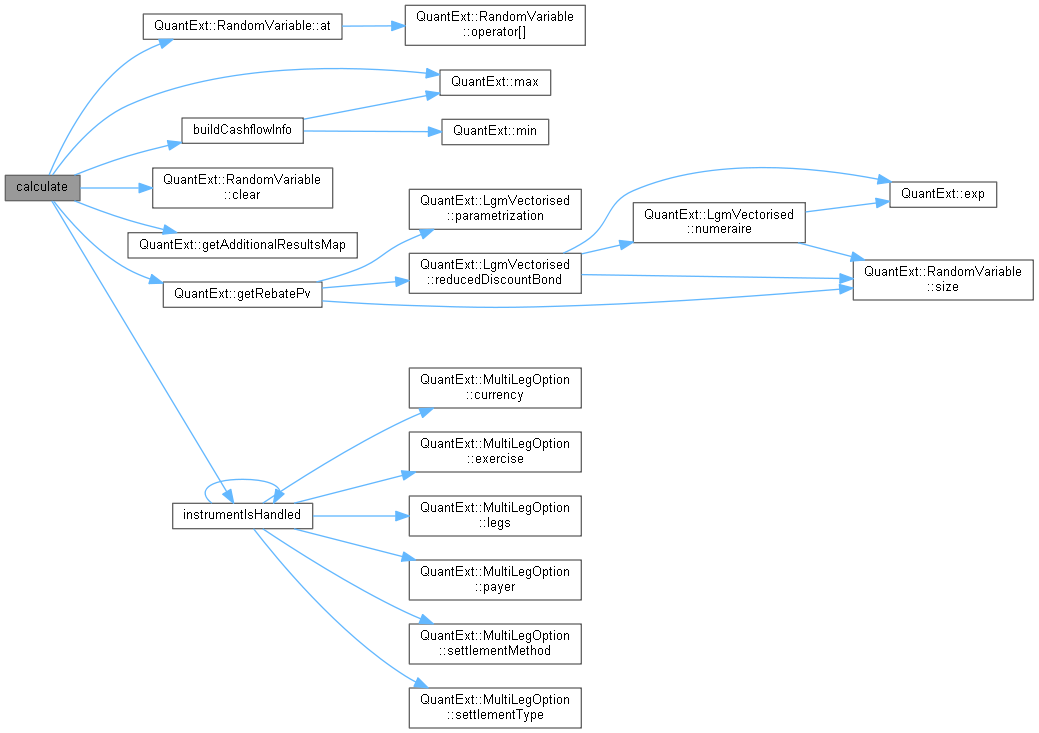 QuantExt::RandomVariable::at
QuantExt::RandomVariable
::operator[]
QuantExt::max
buildCashflowInfo
QuantExt::min
calculate
QuantExt::RandomVariable
::clear
QuantExt::LgmVectorised
::parametrization
QuantExt::exp
QuantExt::LgmVectorised
::numeraire
QuantExt::getAdditionalResultsMap
QuantExt::LgmVectorised
::reducedDiscountBond
QuantExt::RandomVariable
::size
QuantExt::getRebatePv
QuantExt::MultiLegOption
::currency
QuantExt::MultiLegOption
::exercise
instrumentIsHandled
QuantExt::MultiLegOption
::legs
QuantExt::MultiLegOption
::payer
QuantExt::MultiLegOption
::settlementMethod
QuantExt::MultiLegOption
::settlementType